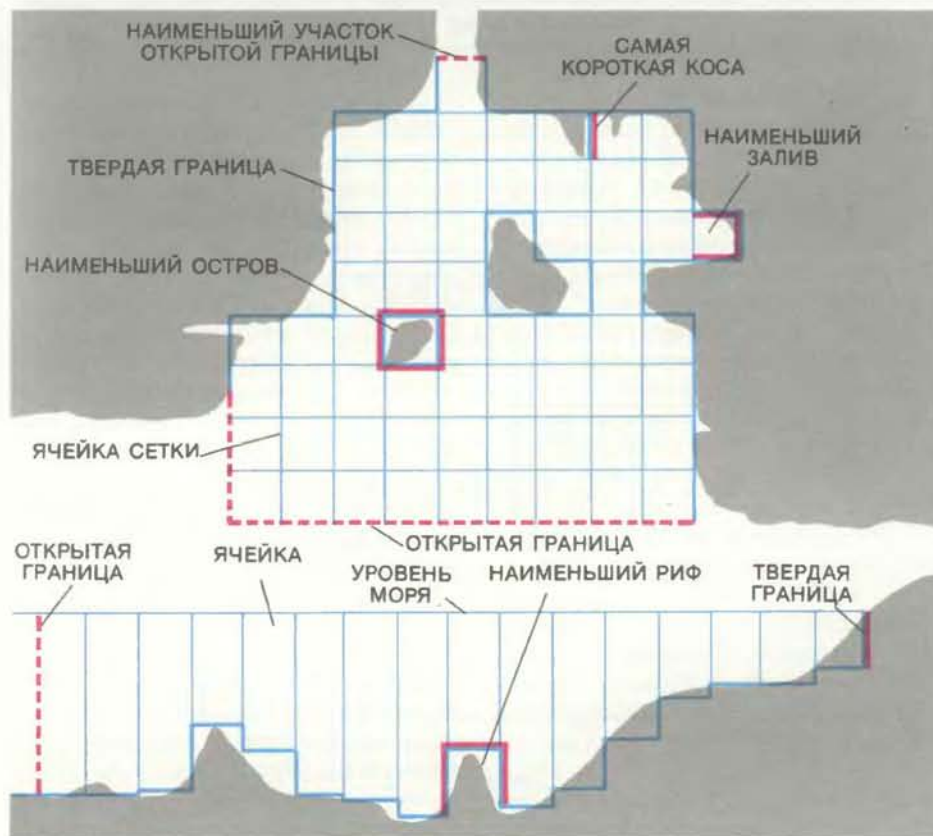 НАИМЕНЬШИЙ УЧАСТОК
ОТКРЫТОЙ ГРАНИЦЫ
САМАЯ
КОРОТКАЯ КОСА
НАИМЕНЬШИЙ
ЗАЛИВ
ТВЕРДАЯ ГРАНИЦА
НАИМЕНЬШИЙ ОСТРОВ
ЯЧЕЙКА СЕТКИ
ОТКРЫТАЯ ГРАНИЦА
ОТКРЫТАЯ
ГРАНИЦА
ЯЧЕЙКА
УРОВЕНЬ
МОРЯ
НАИМЕНЬШИЙ РИФ
ТВЕРДАЯ
ГРАНИЦА